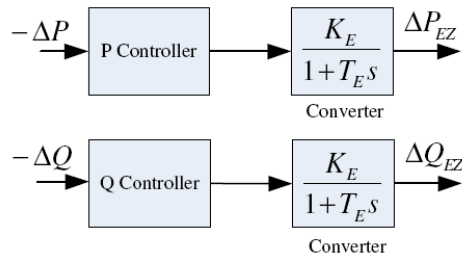 −ΔP
P Controller
K_E
1+T_E s
ΔP_EZ
Converter
−ΔQ
Q Controller
K_E
1+T_E s
ΔQ_EZ
Converter